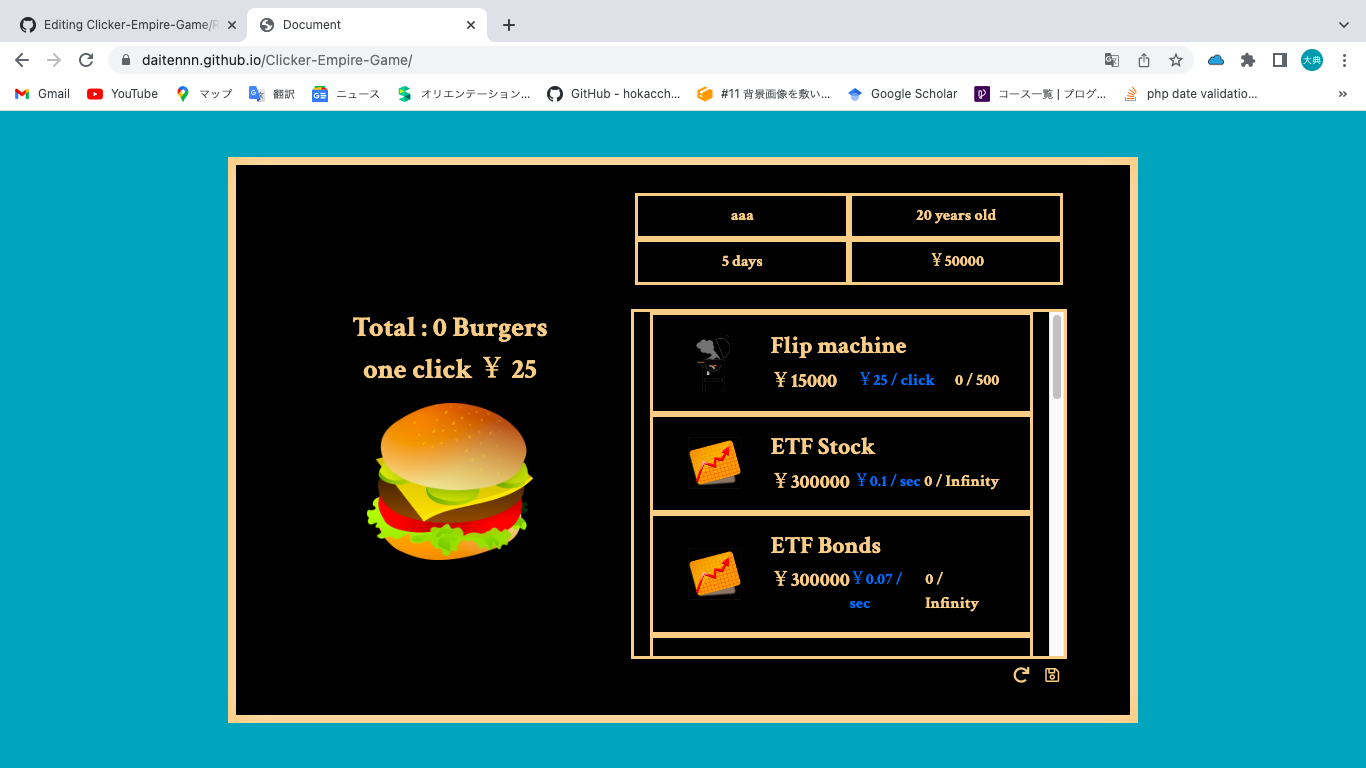 Editing Clicker-Empire-Game/R
Document
daitennn.github.io/Clicker-Empire-Game/
大典
Gmail
YouTube
マップ
翻訳
ニュース
オリエンテーション...
GitHub - hokacch...
#11 背景画像を敷い...
Google Scholar
コース一覧 | プログ...
php date validatio...
»
aaa
20 years old
5 days
¥50000
Total : 0 Burgers
one click ¥ 25
Flip machine
¥15000 ¥25 / click 0 / 500
ETF Stock
¥300000 ¥0.1 / sec 0 / Infinity
ETF Bonds
¥300000 ¥0.07 / 0 /
sec Infinity